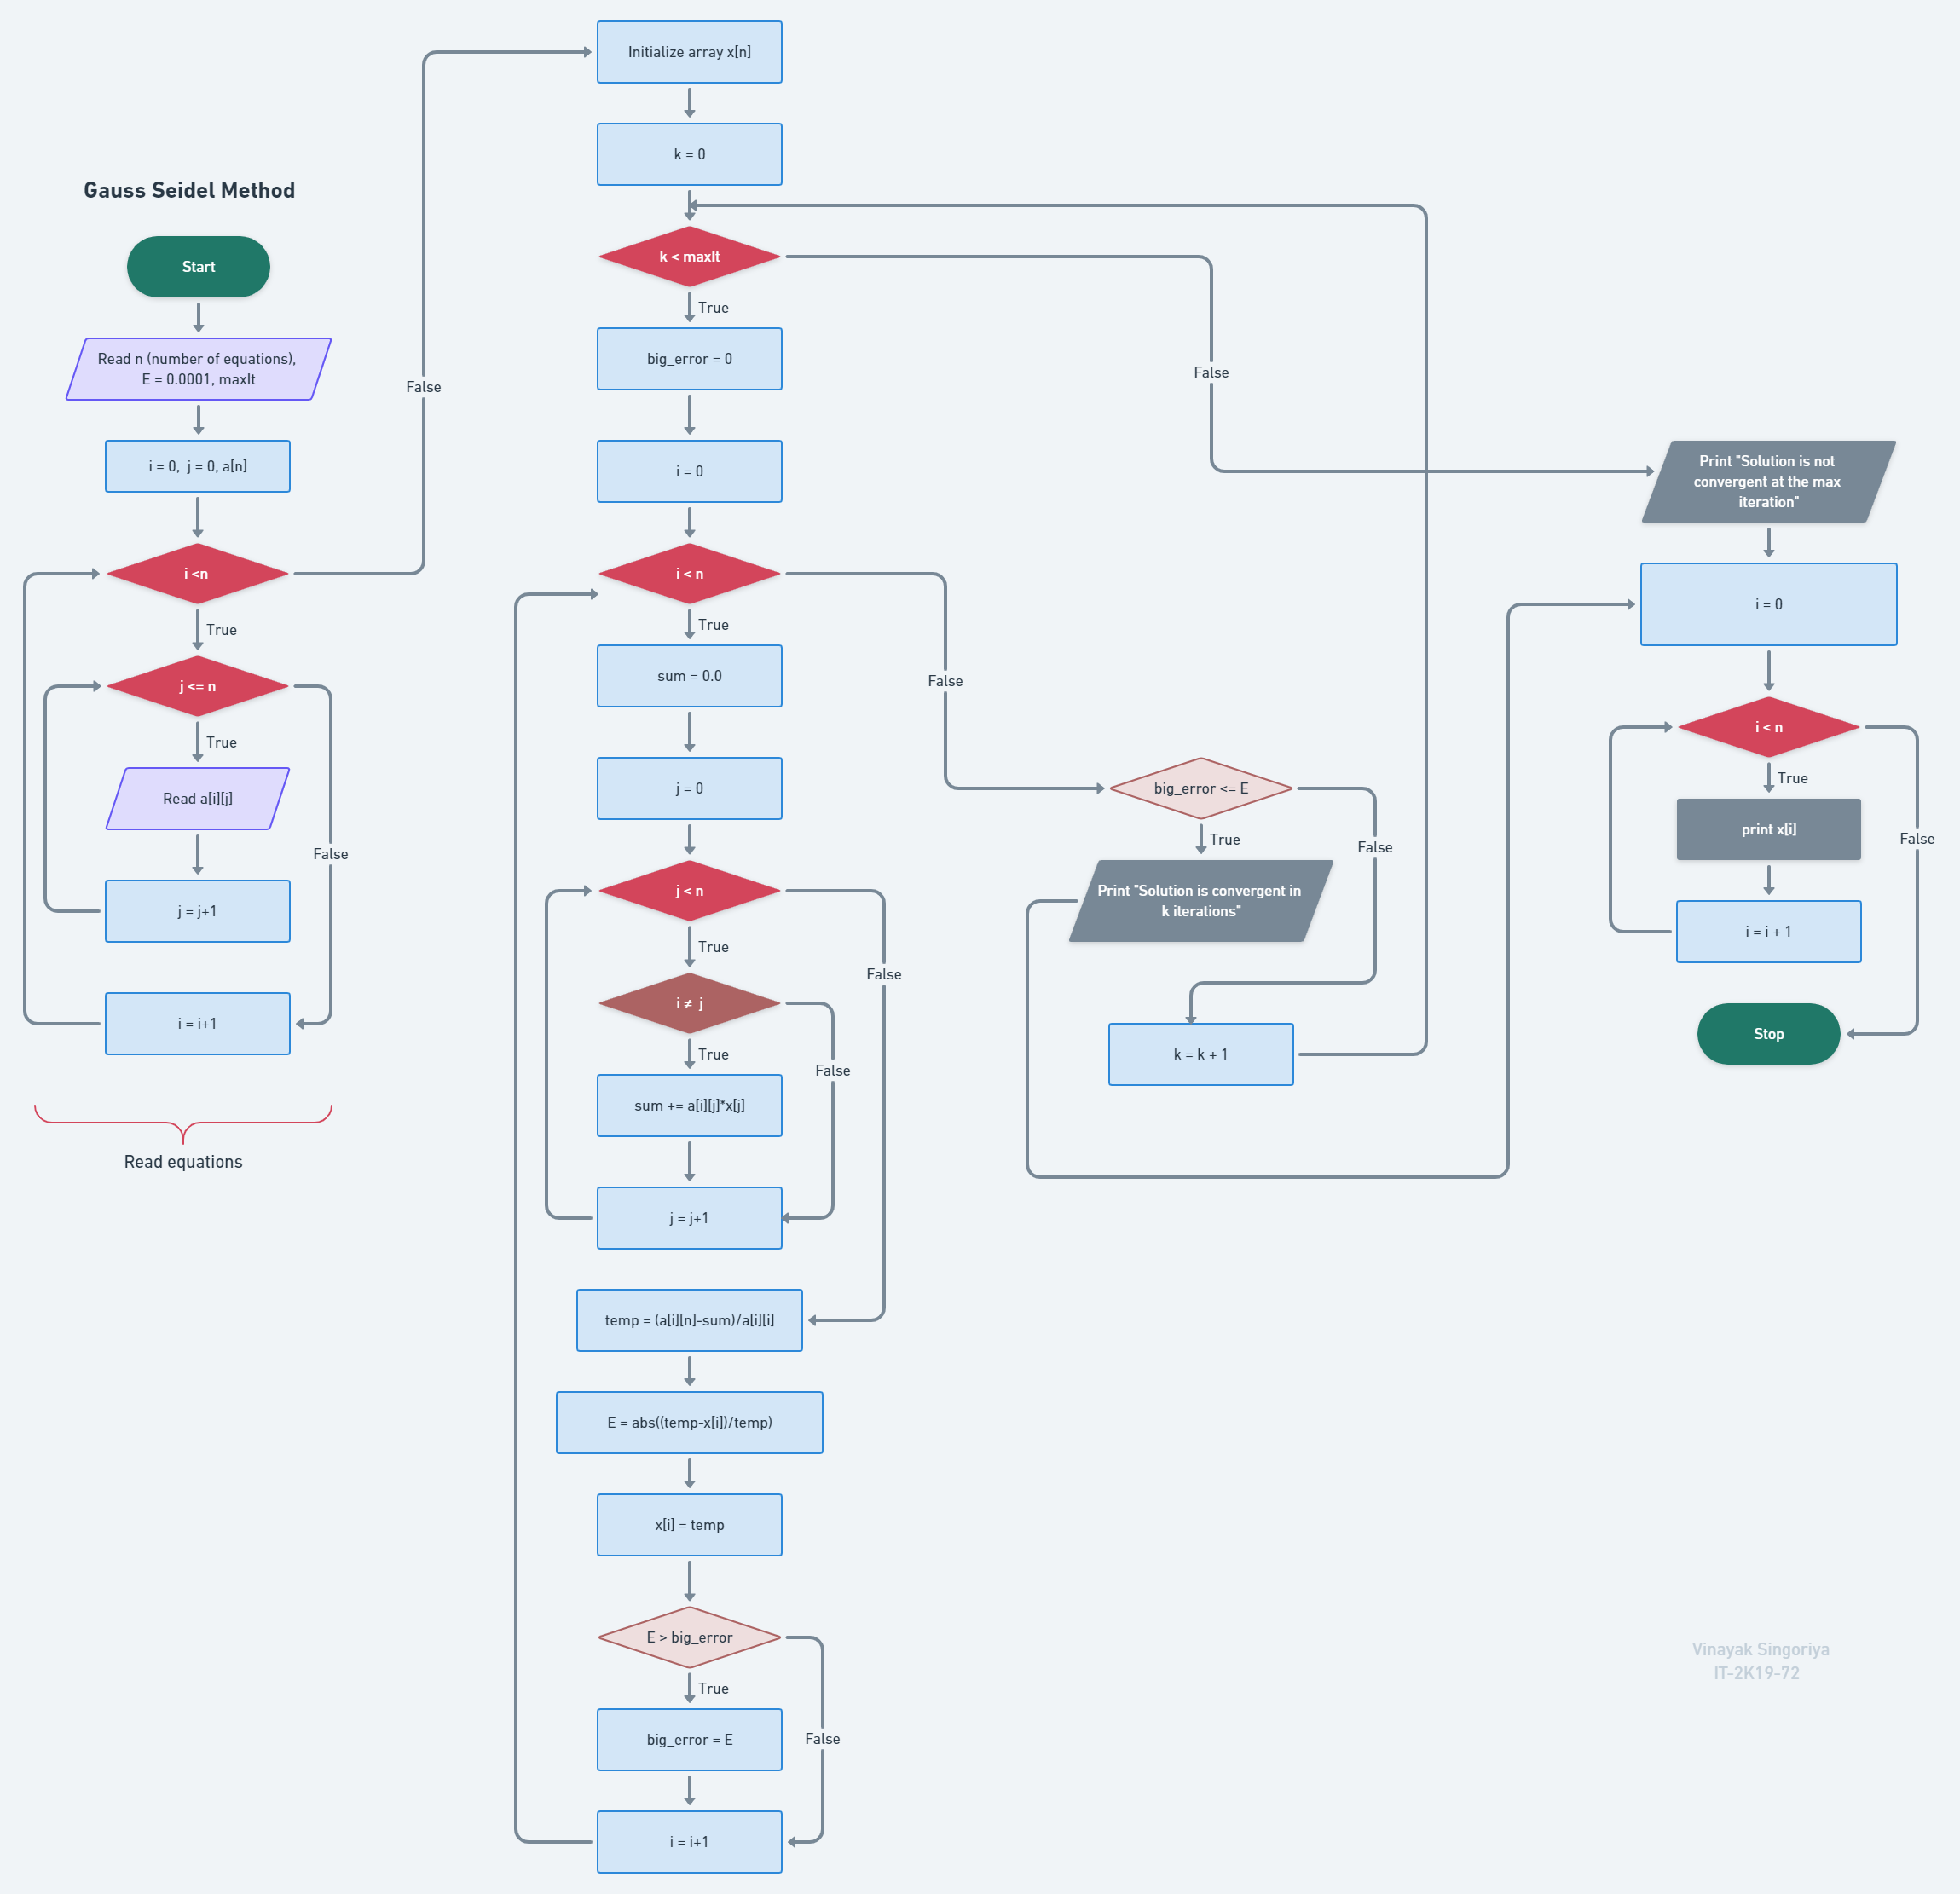 Gauss Seidel Method
Start
Read n (number of equations),
E = 0.0001, maxIt
i = 0,  j = 0, a[n]
i <n
False
True
j <= n
True
Read a[i][j]
False
j = j+1
i = i+1
Read equations
Initialize array x[n]
k = 0
k < maxIt
True
False
big_error = 0
i = 0
i < n
True
False
sum = 0.0
j = 0
j < n
True
False
i ≠ j
True
False
sum += a[i][j]*x[j]
j = j+1
temp = (a[i][n]-sum)/a[i][i]
E = abs((temp-x[i])/temp)
x[i] = temp
E > big_error
True
big_error = E
False
i = i+1
big_error <= E
True
False
Print "Solution is convergent in
k iterations"
k = k + 1
Print "Solution is not
convergent at the max
iteration"
i = 0
i < n
True
print x[i]
False
i = i + 1
Stop
Vinayak Singoriya
IT-2K19-72